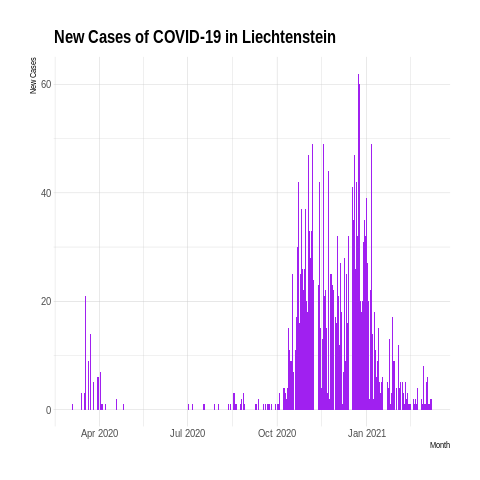 New Cases of COVID-19 in Liechtenstein
New Cases
60
40
20
0
Apr 2020 Jul 2020 Oct 2020 Jan 2021
Month